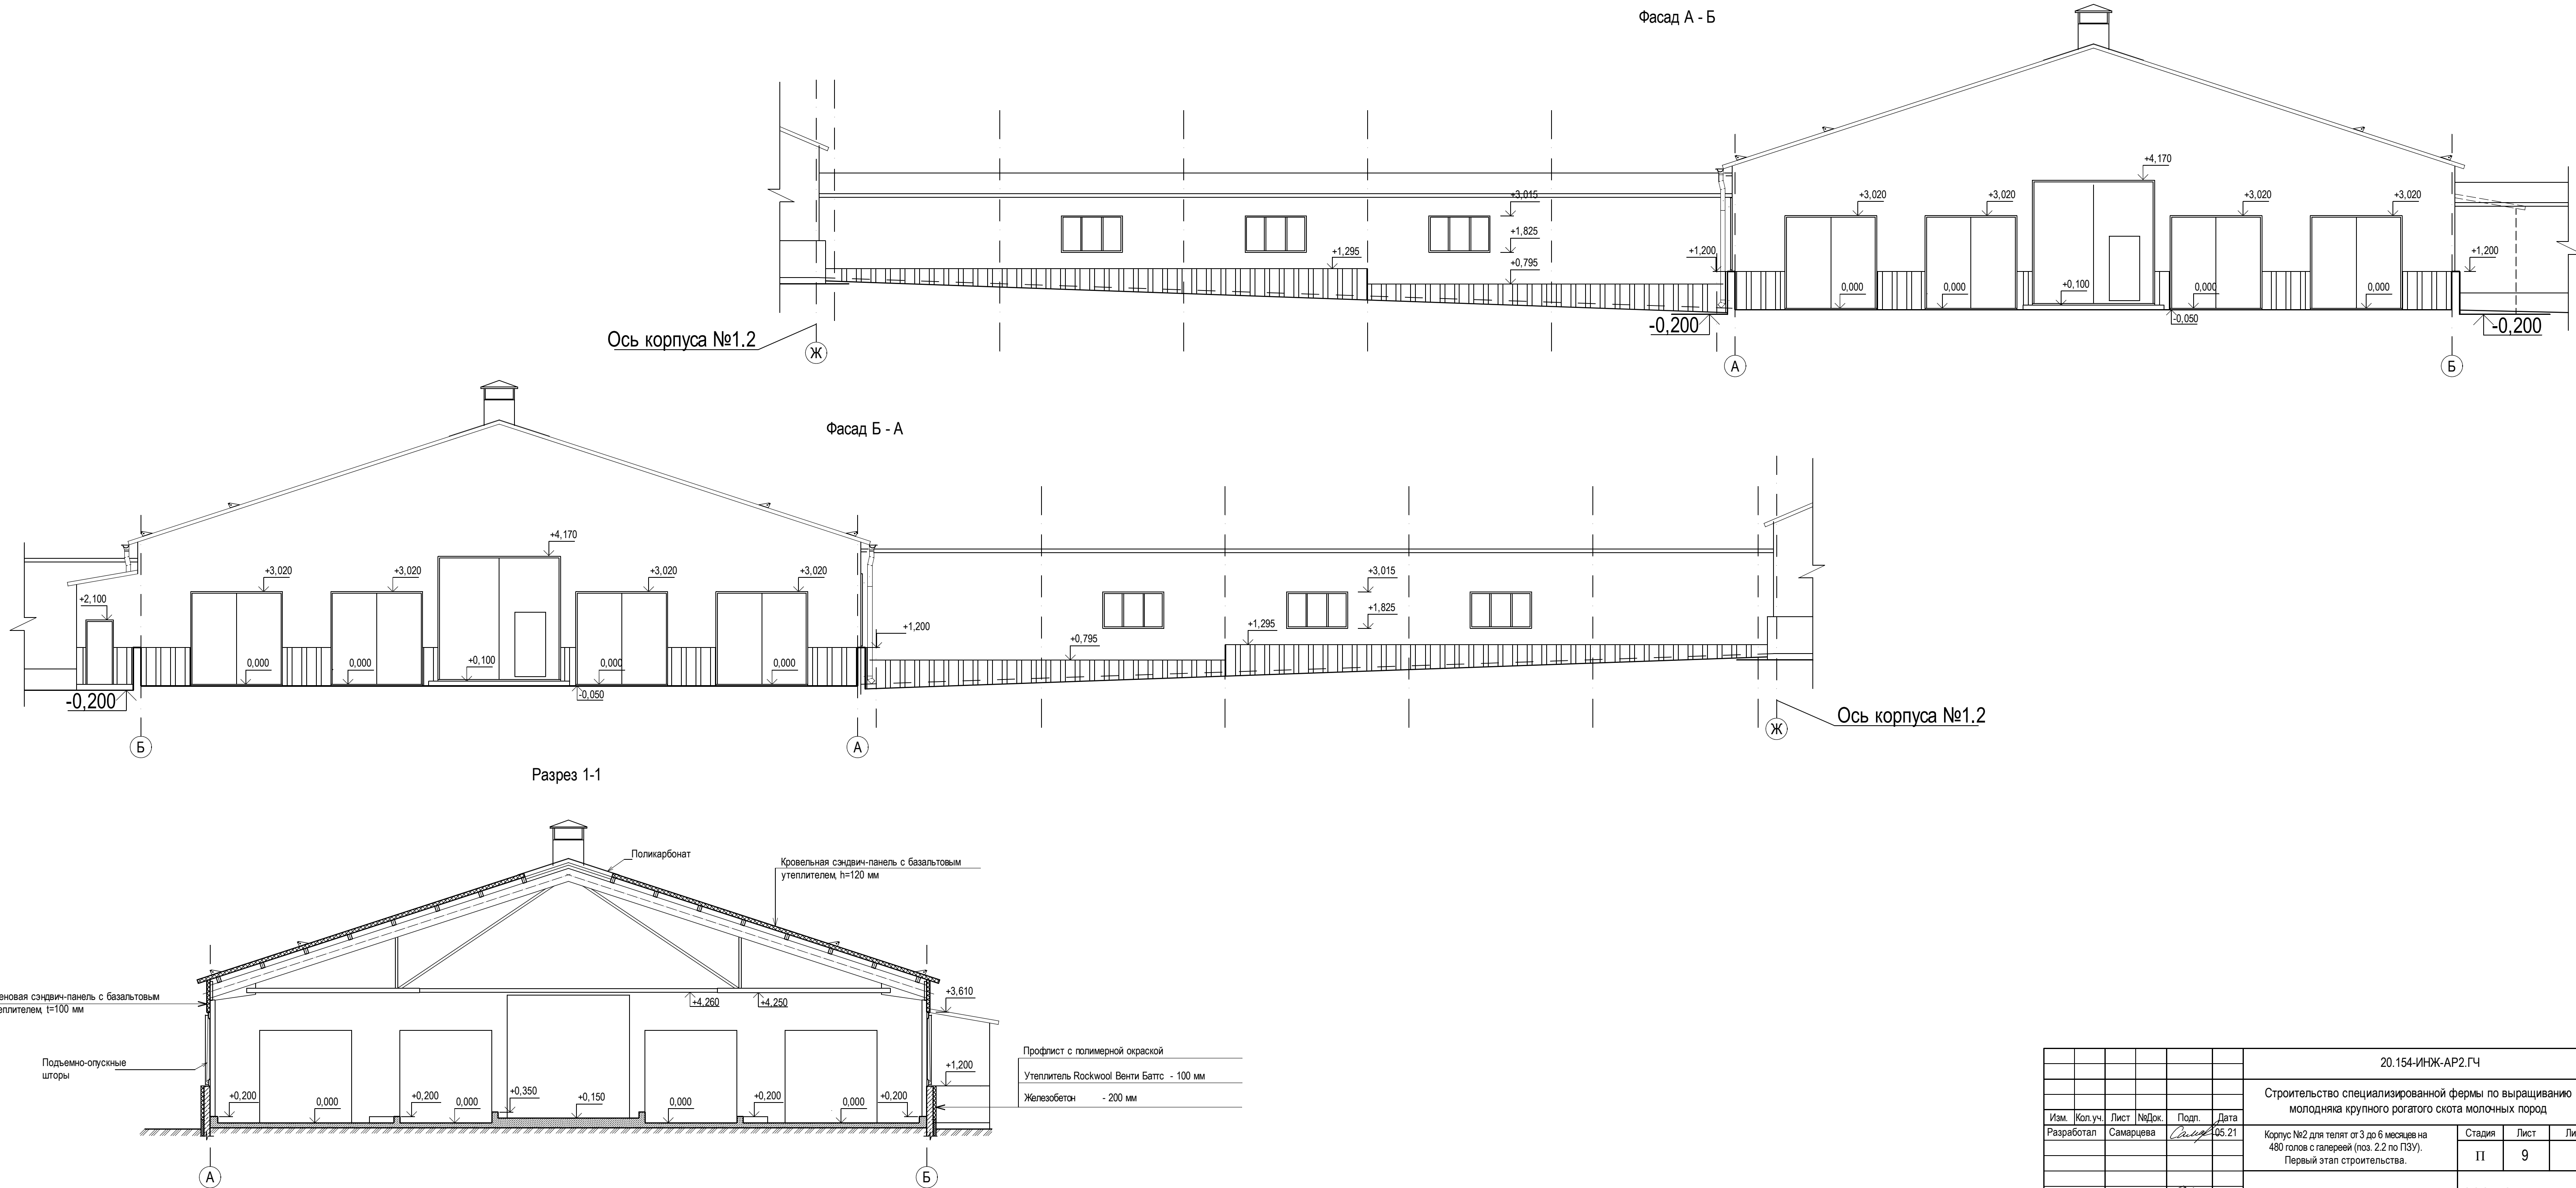 Фасад А - Б
+4,170
+3,020
+3,020
+3,020
+3,020
+3,015
+1,825
+1,295
+0,795
+1,200
+1,200
0,000
0,000
+0,100
0,000
0,000
-0,050
-0,200
-0,200
Ось корпуса №1.2
Ж
А
Б
Фасад Б - А
+4,170
+3,020
+3,020
+3,020
+3,020
+2,100
+3,015
+1,825
+1,200
+1,295
+0,795
0,000
0,000
+0,100
0,000
0,000
-0,050
-0,200
Ось корпуса №1.2
Б
А
Ж
Разрез 1-1
Поликарбонат
Кровельная сэндвич-панель с базальтовым
утеплителем, h=120 мм
сэндвич-панель с базальтовым
t=100 мм
+4,260
+4,250
+3,610
Подъемно-опускные
шторы
+1,200
Профлист с полимерной окраской
Утеплитель Rockwool Венти Баттс - 100 мм
Железобетон - 200 мм
+0,200
0,000
+0,200
0,000
+0,350
+0,150
0,000
+0,200
0,000
+0,200
А
Б
20.154-ИНЖ-АР2.ГЧ
Строительство специализированной фермы по выращиванию
молодняка крупного рогатого скота молочных пород
Изм. Кол.уч. Лист №Док. Подп. Дата
Разработал Самарцева 05.21
Корпус №2 для телят от 3 до 6 месяцев на
480 голов с галереей (поз. 2.2 по ПЗУ).
Первый этап строительства.
Стадия Лист
П 9